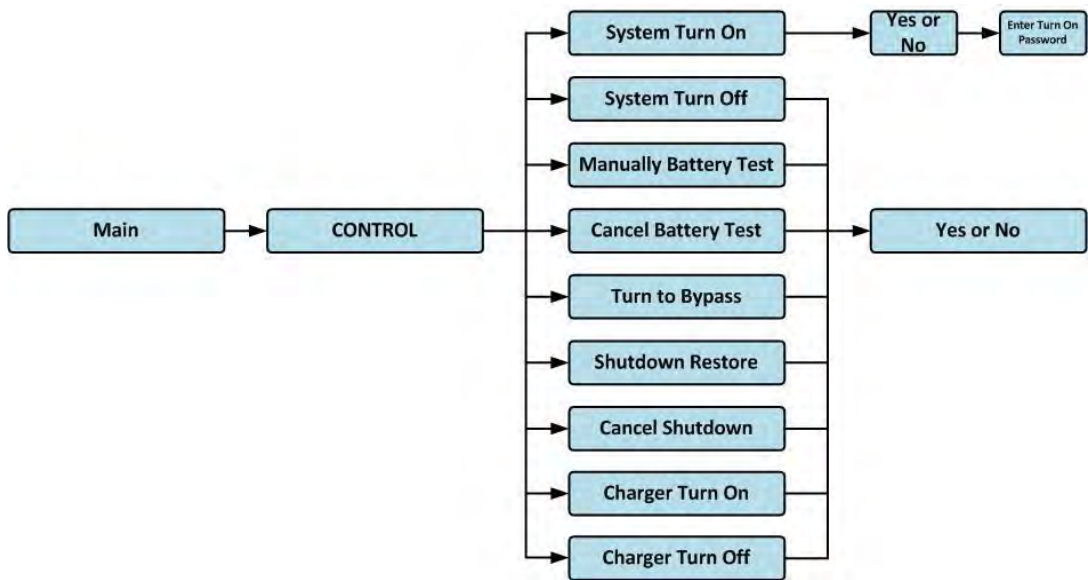 System Turn On
Yes or
No
Enter Turn On
Password
System Turn Off
Manually Battery Test
Main
CONTROL
Cancel Battery Test
Yes or No
Turn to Bypass
Shutdown Restore
Cancel Shutdown
Charger Turn On
Charger Turn Off